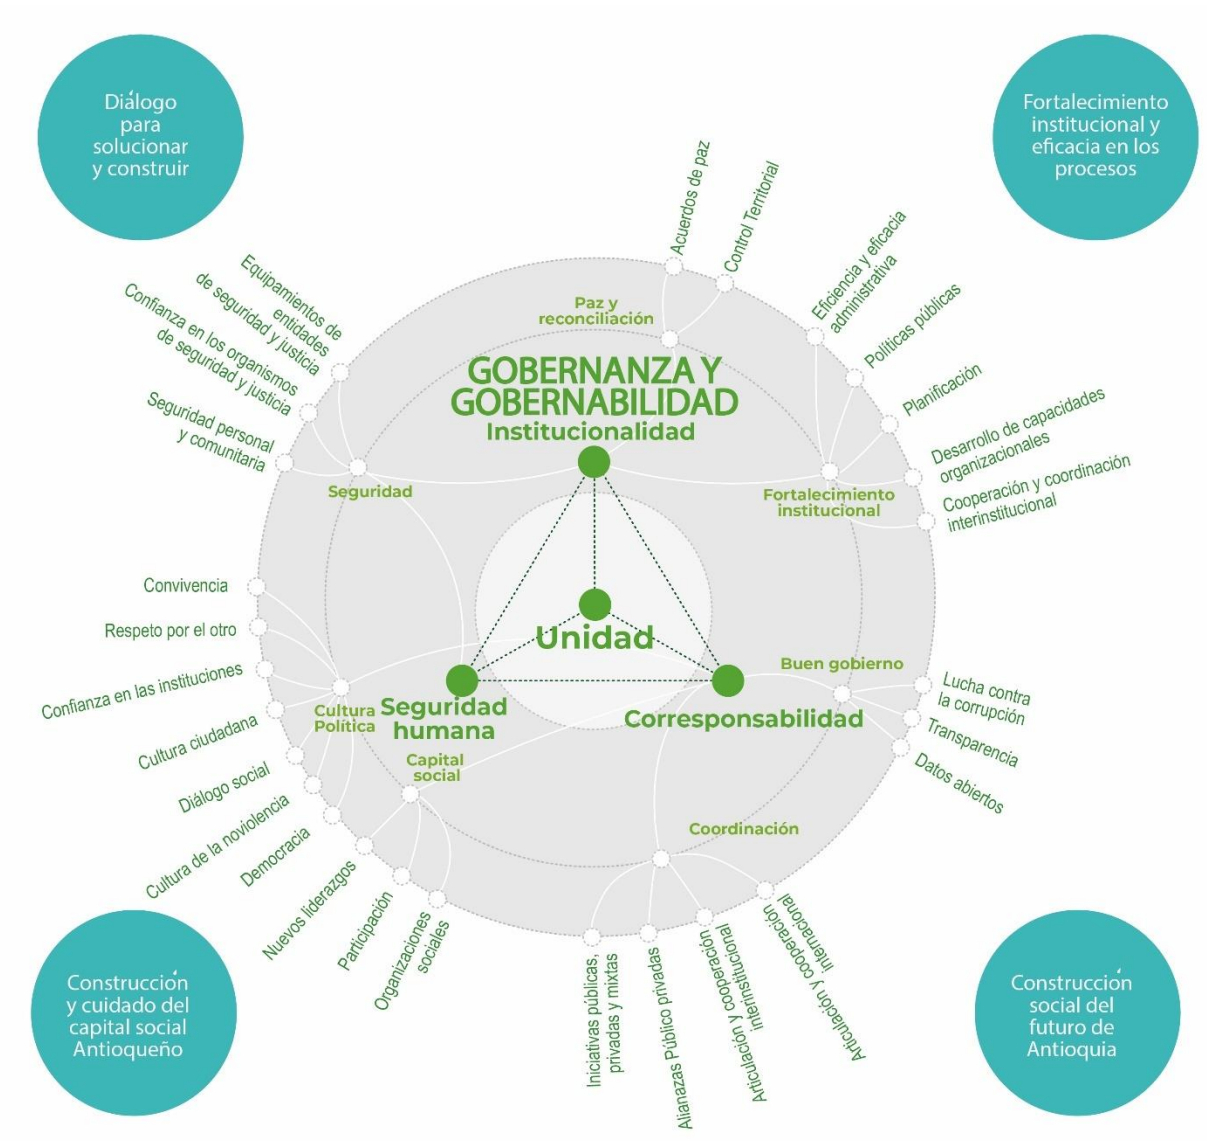 Diálogo
para
solucionar
y construir
Fortalecimiento
institucional y
eficacia en los
procesos
Acuerdos de paz
Control Territorial
Eficiencia y eficacia
administrativa
Políticas públicas
Planificación
Desarrollo de capacidades
organizacionales
Cooperación y coordinación
interinstitucional
Equipamientos de
entidades
de seguridad y justicia
Confianza en los organismos
de seguridad y justicia
Seguridad personal
y comunitaria
Paz y
reconciliación
GOBERNANZA Y
GOBERNABILIDAD
Institucionalidad
Seguridad
Fortalecimiento
institucional
Convivencia
Respeto por el otro
Confianza en las instituciones
Cultura ciudadana
Diálogo social
Cultura de la noviolencia
Democracia
Nuevos liderazgos
Participación
Organizaciones
sociales
Unidad
Cultura
Política
Seguridad
humana
Corresponsabilidad
Buen gobierno
Capital
social
Coordinación
Lucha contra
la corrupción
Transparencia
Datos abiertos
Iniciativas públicas,
privadas y mixtas
Alianazas Público privadas
Articulación y cooperación
interinstitucional
Articulación y cooperación
Internacional
Construcción
y cuidado del
capital social
Antioqueño
Construcción
social del
futuro de
Antioquia